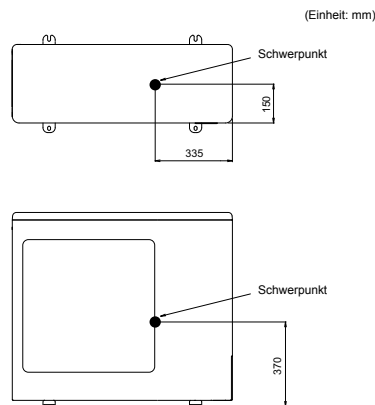 (Einheit: mm)
Schwerpunkt
150
335
Schwerpunkt
370